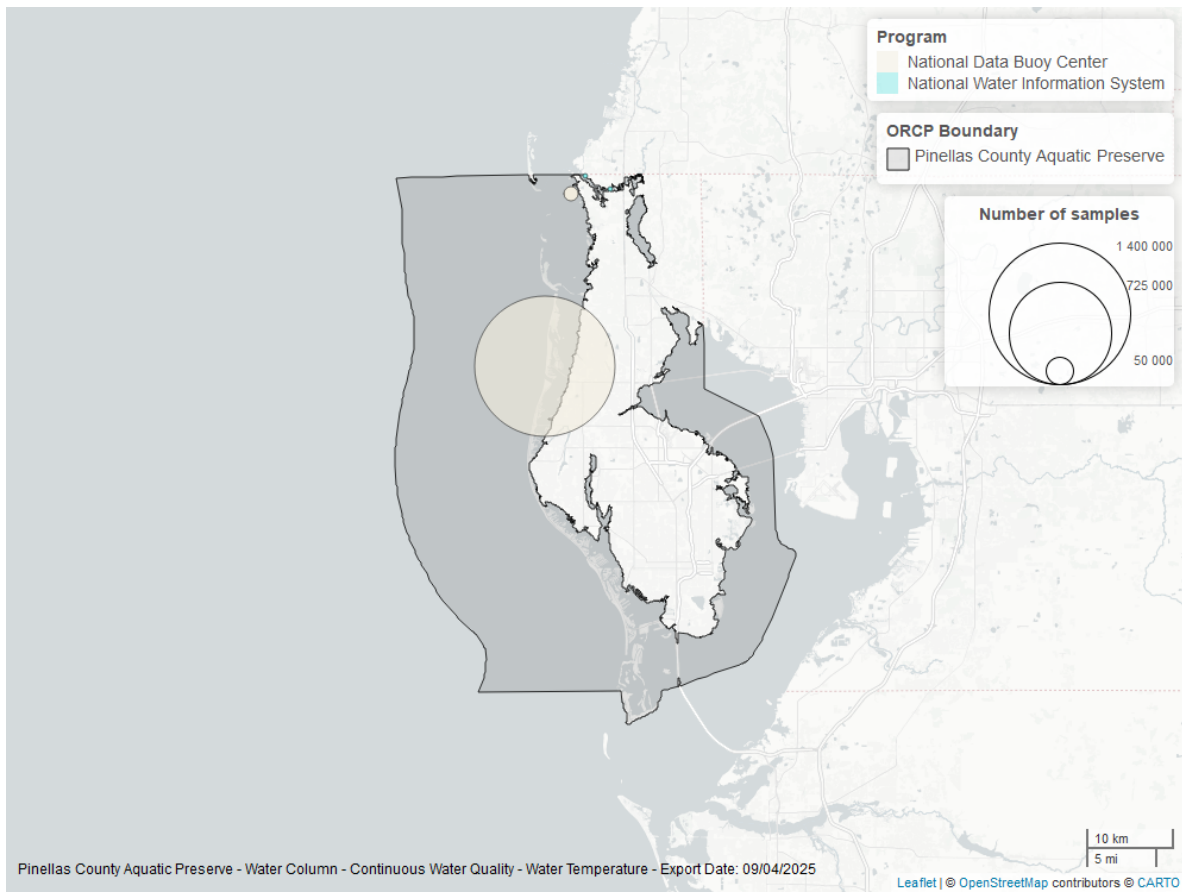 Program
National Data Buoy Center
National Water Information System
ORCP Boundary
Pinellas County Aquatic Preserve
Number of samples
1 400 000
725 000
50 000
10 km
5 mi
Pinellas County Aquatic Preserve - Water Column - Continuous Water Quality - Water Temperature - Export Date: 09/04/2025
Leaflet | © OpenStreetMap contributors © CARTO